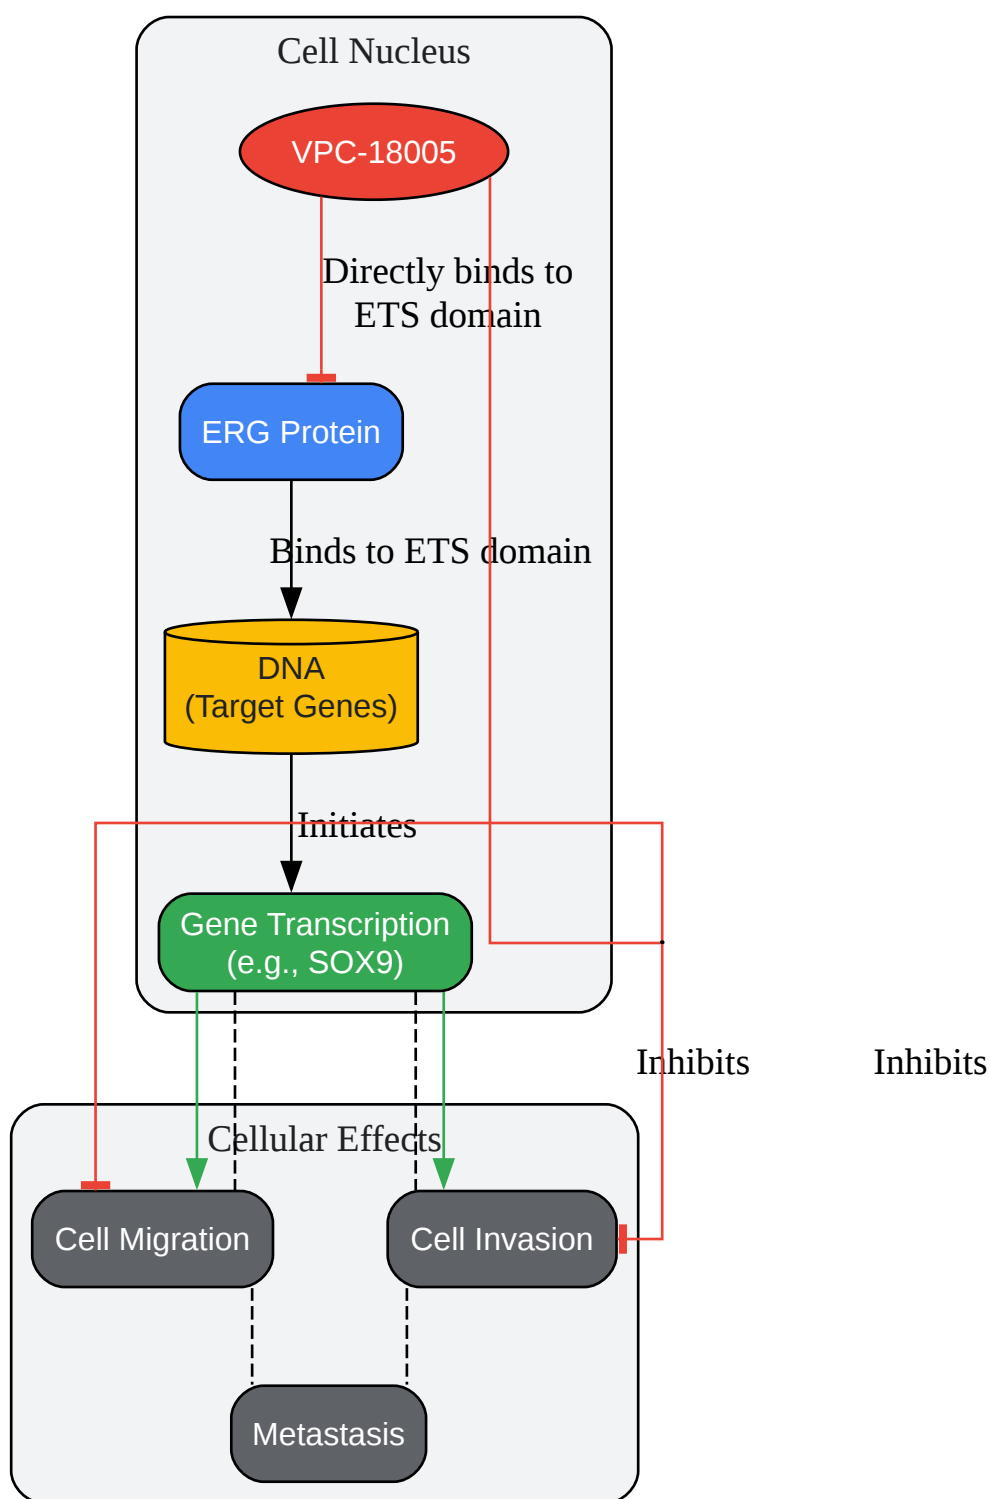 Cell Nucleus
VPC-18005
Directly binds to
ETS domain
ERG Protein
Binds to ETS domain
DNA
(Target Genes)
Initiates
Gene Transcription
(e.g., SOX9)
Inhibits
Inhibits
Cellular Effects
Cell Migration
Cell Invasion
Metastasis